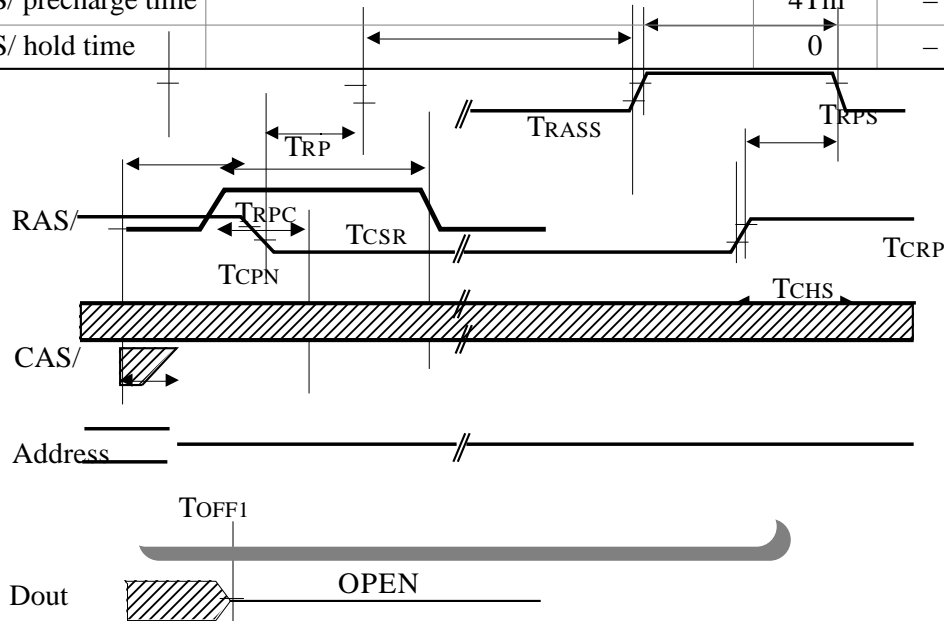 S/ precharge time 4Tm –
S/ hold time 0 –
TRASS TRPS
TRP
RAS/ TRPC
TCSR TCRP
TCPN
TCHS
CAS/
Address
TOFF1
OPEN
Dout